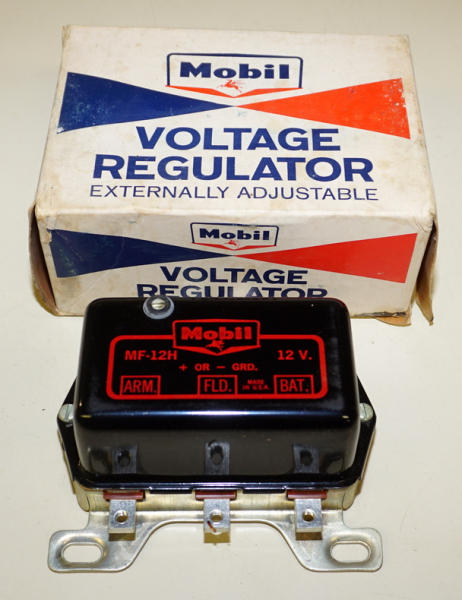 Mobil
VOLTAGE
REGULATOR
EXTERNALLY ADJUSTABLE
Mobil
VOLTAGE
REGULATOR
Mobil
MF-12H 12 V.
+ OR - GRD.
ARM. FLD. MADE IN U.S.A. BAT.